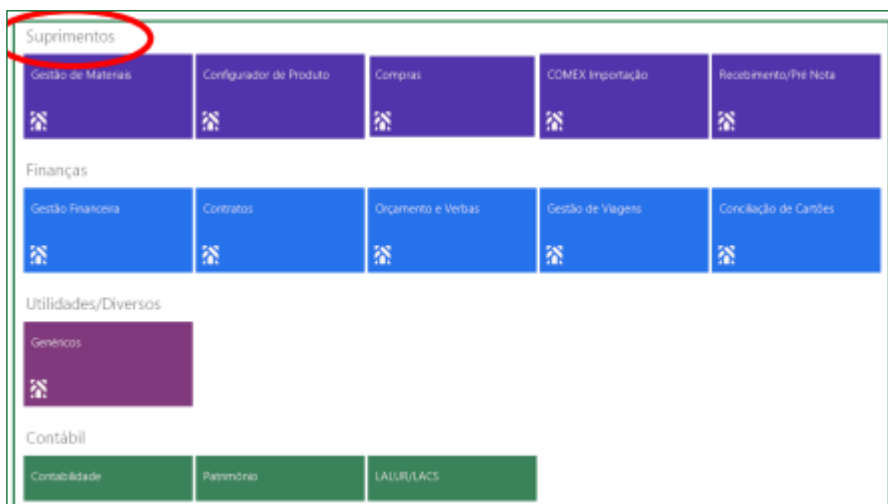 Suprimentos
Gestão de Materiais
Configurador de Produto
Compras
COMEX Importação
Recebimento/Pré Nota
Finanças
Gestão Financeira
Contratos
Orçamento e Verbas
Gestão de Viagens
Conciliação de Cartões
Utilidades/Diversos
Genéricos
Contábil
Contabilidade
Patrimônio
LALUR/LACS